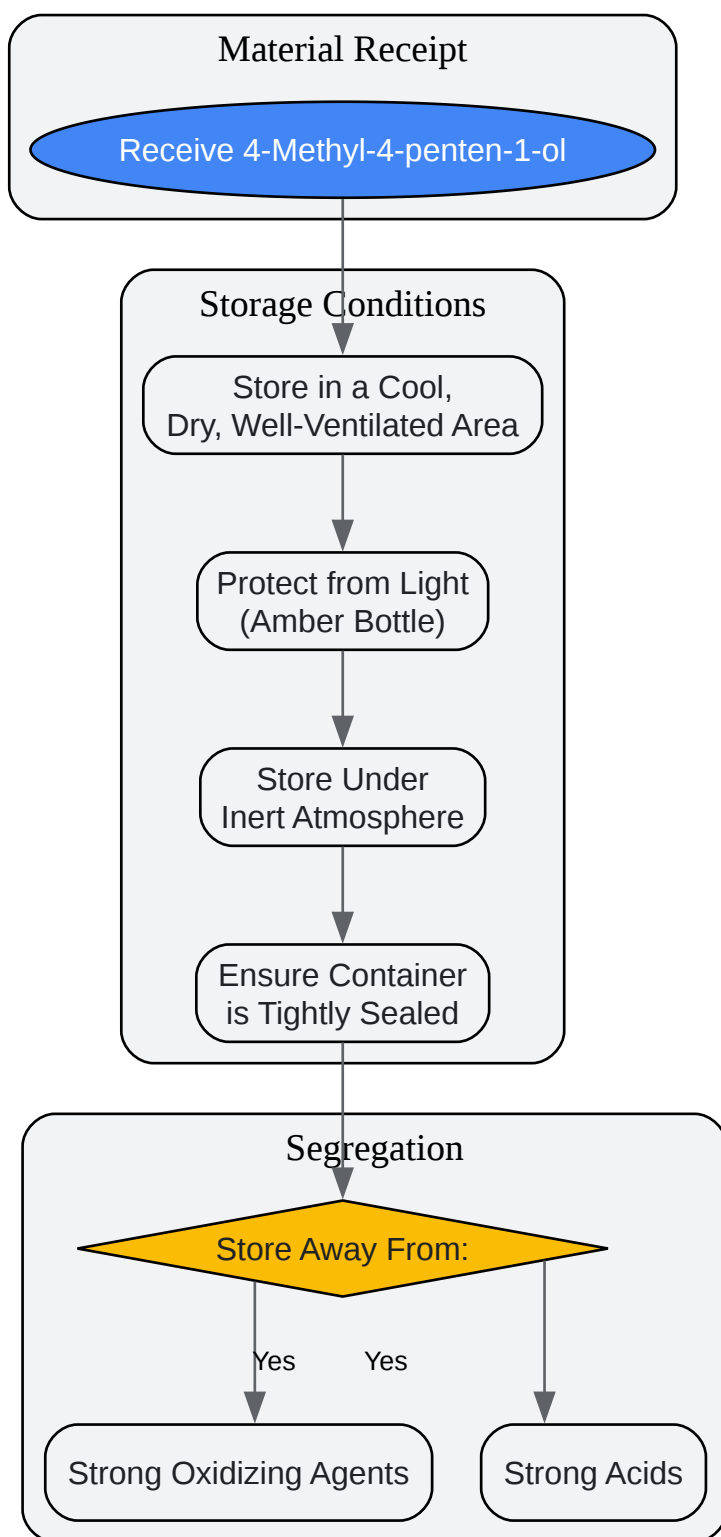 Material Receipt
Receive 4-Methyl-4-penten-1-ol
Storage Conditions
Store in a Cool,
Dry, Well-Ventilated Area
Protect from Light
(Amber Bottle)
Store Under
Inert Atmosphere
Ensure Container
is Tightly Sealed
Segregation
Store Away From:
Yes
Yes
Strong Oxidizing Agents
Strong Acids